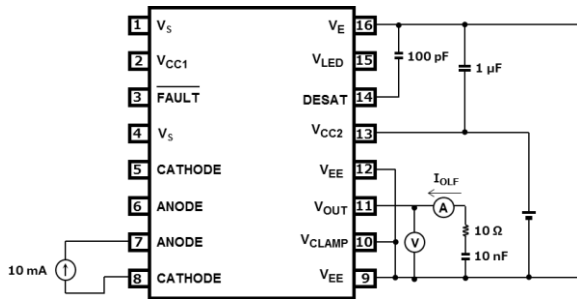 1 VS VE 16
2 VCC1 VLED 15
3 FAULT DESAT 14
4 VS VCC2 13
5 CATHODE VEE 12
6 ANODE VOUT 11
7 ANODE VCLAMP 10
8 CATHODE VEE 9
100 pF
1 µF
IOLF
A
V
10 Ω
10 nF
10 mA